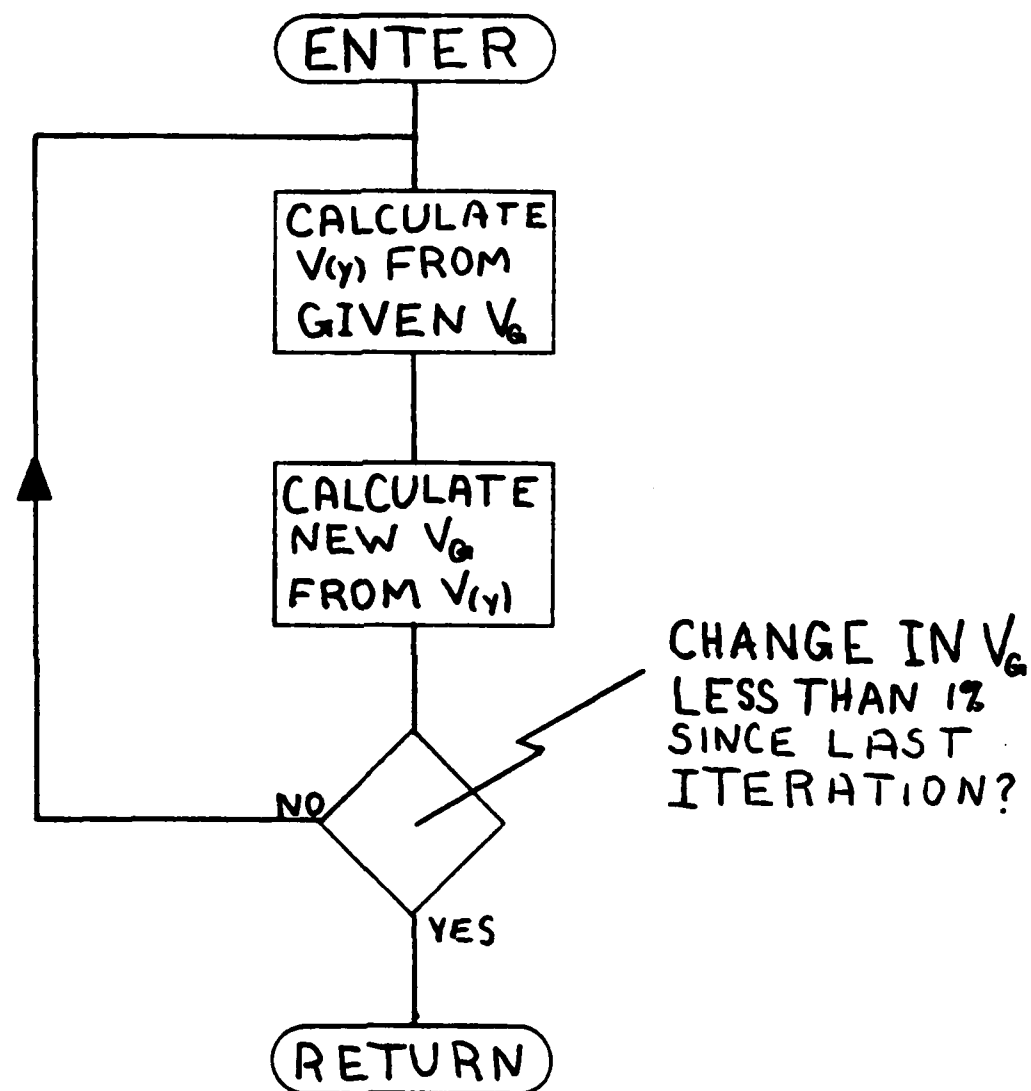 ENTER
CALCULATE
V(y) FROM
GIVEN VG
CALCULATE
NEW VG
FROM V(y)
CHANGE IN VG
LESS THAN 1%
SINCE LAST
ITERATION?
NO
YES
RETURN